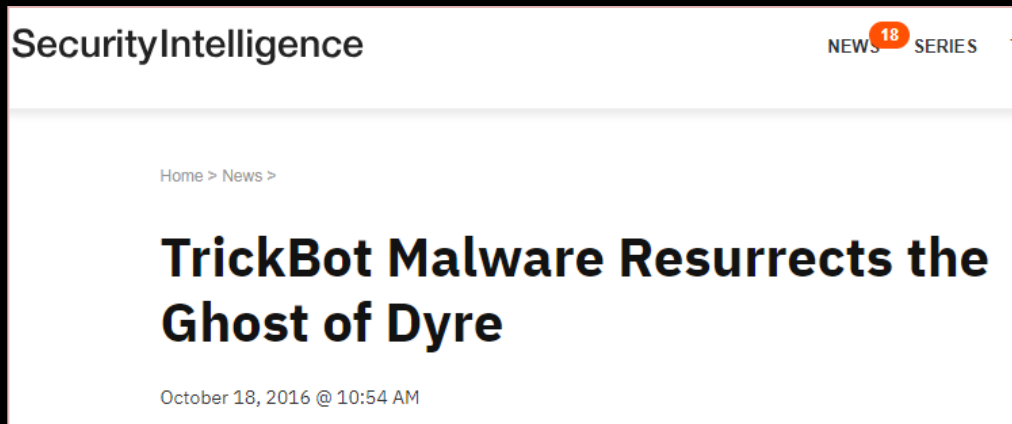 SecurityIntelligence
NEWS 18 SERIES
Home > News >
TrickBot Malware Resurrects the
Ghost of Dyre
October 18, 2016 @ 10:54 AM